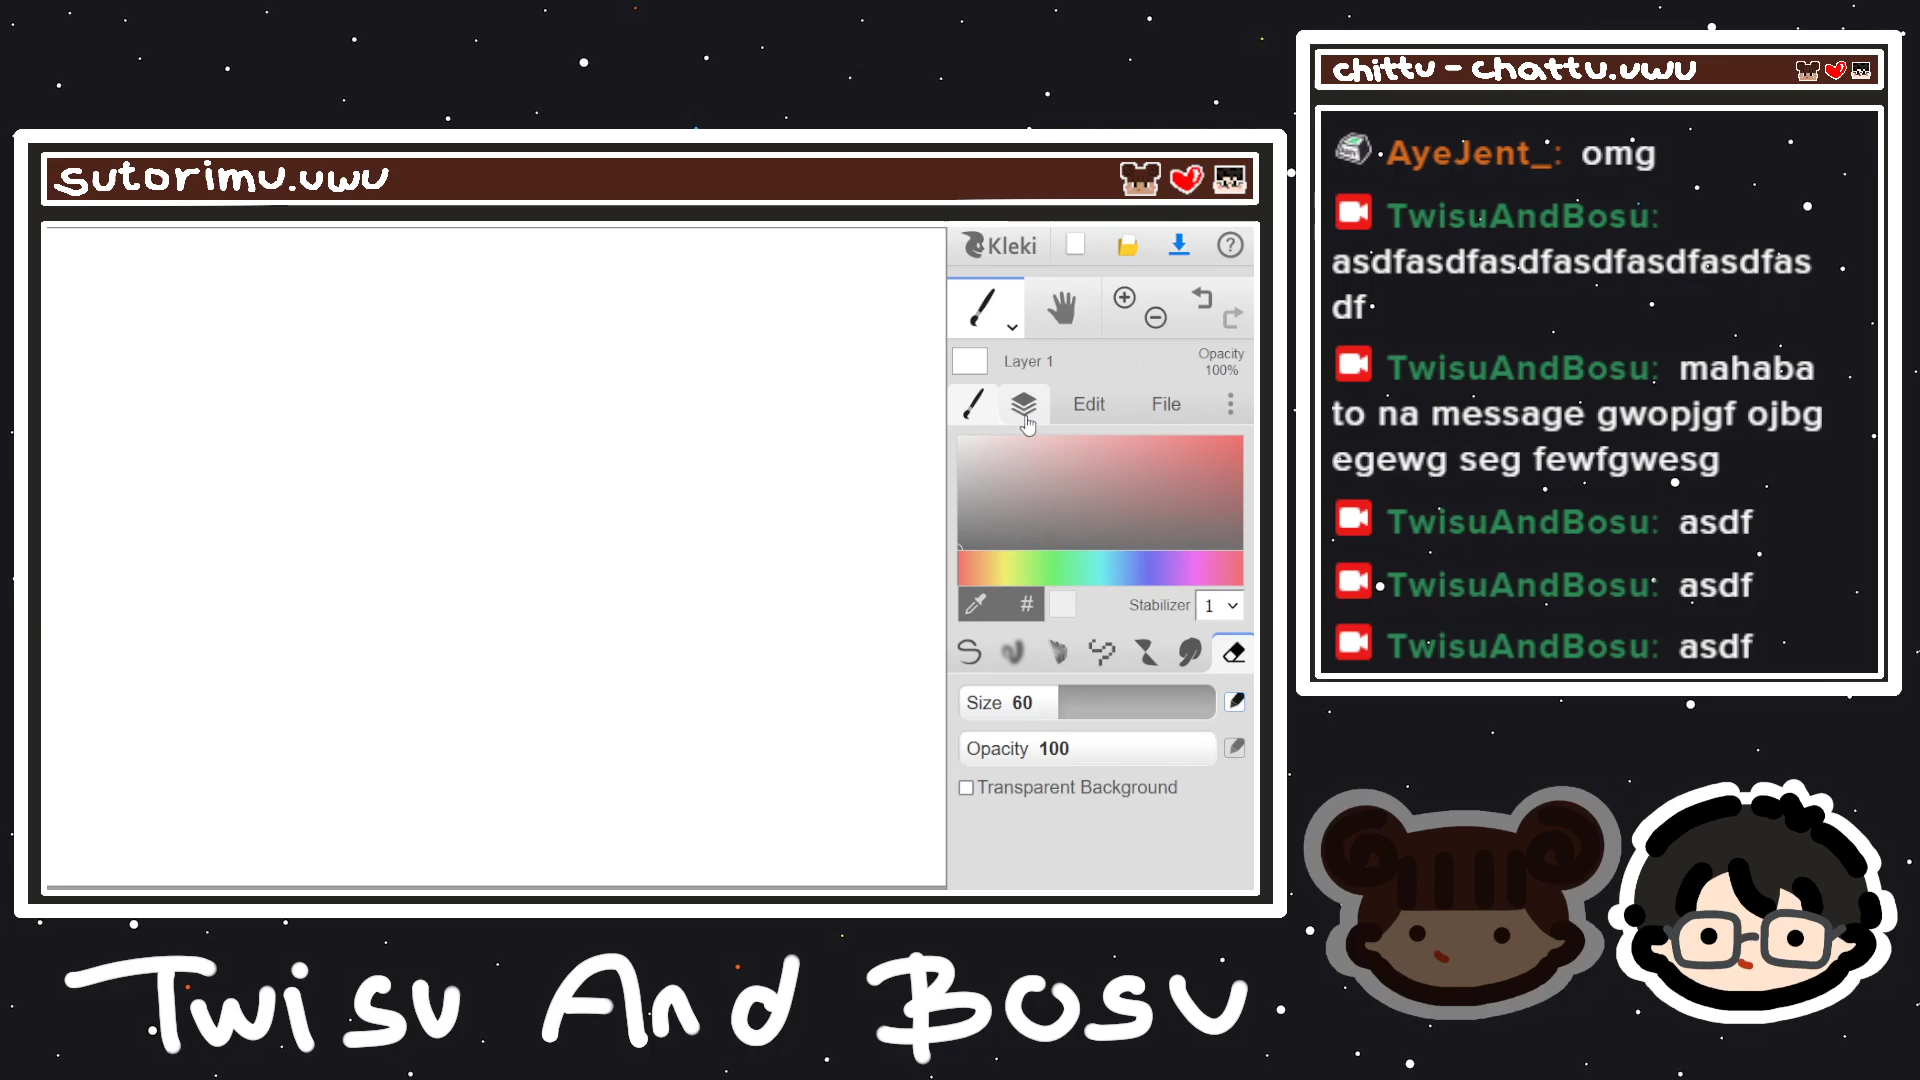 sutorimu.uwu
Kleki
Layer 1
Opacity
100%
Edit
File
#
Stabilizer 1
Size 60
Opacity 100
Transparent Background
chittu - chattu.uwu
AyeJent_: omg
TwisuAndBosu:
asdfasdfasdfasdfasdfasdfas
df
TwisuAndBosu: mahaba
to na message gwopjgf ojbg
egewg seg fewfgwesg
TwisuAndBosu: asdf
TwisuAndBosu: asdf
TwisuAndBosu: asdf
Twisu And Bosu